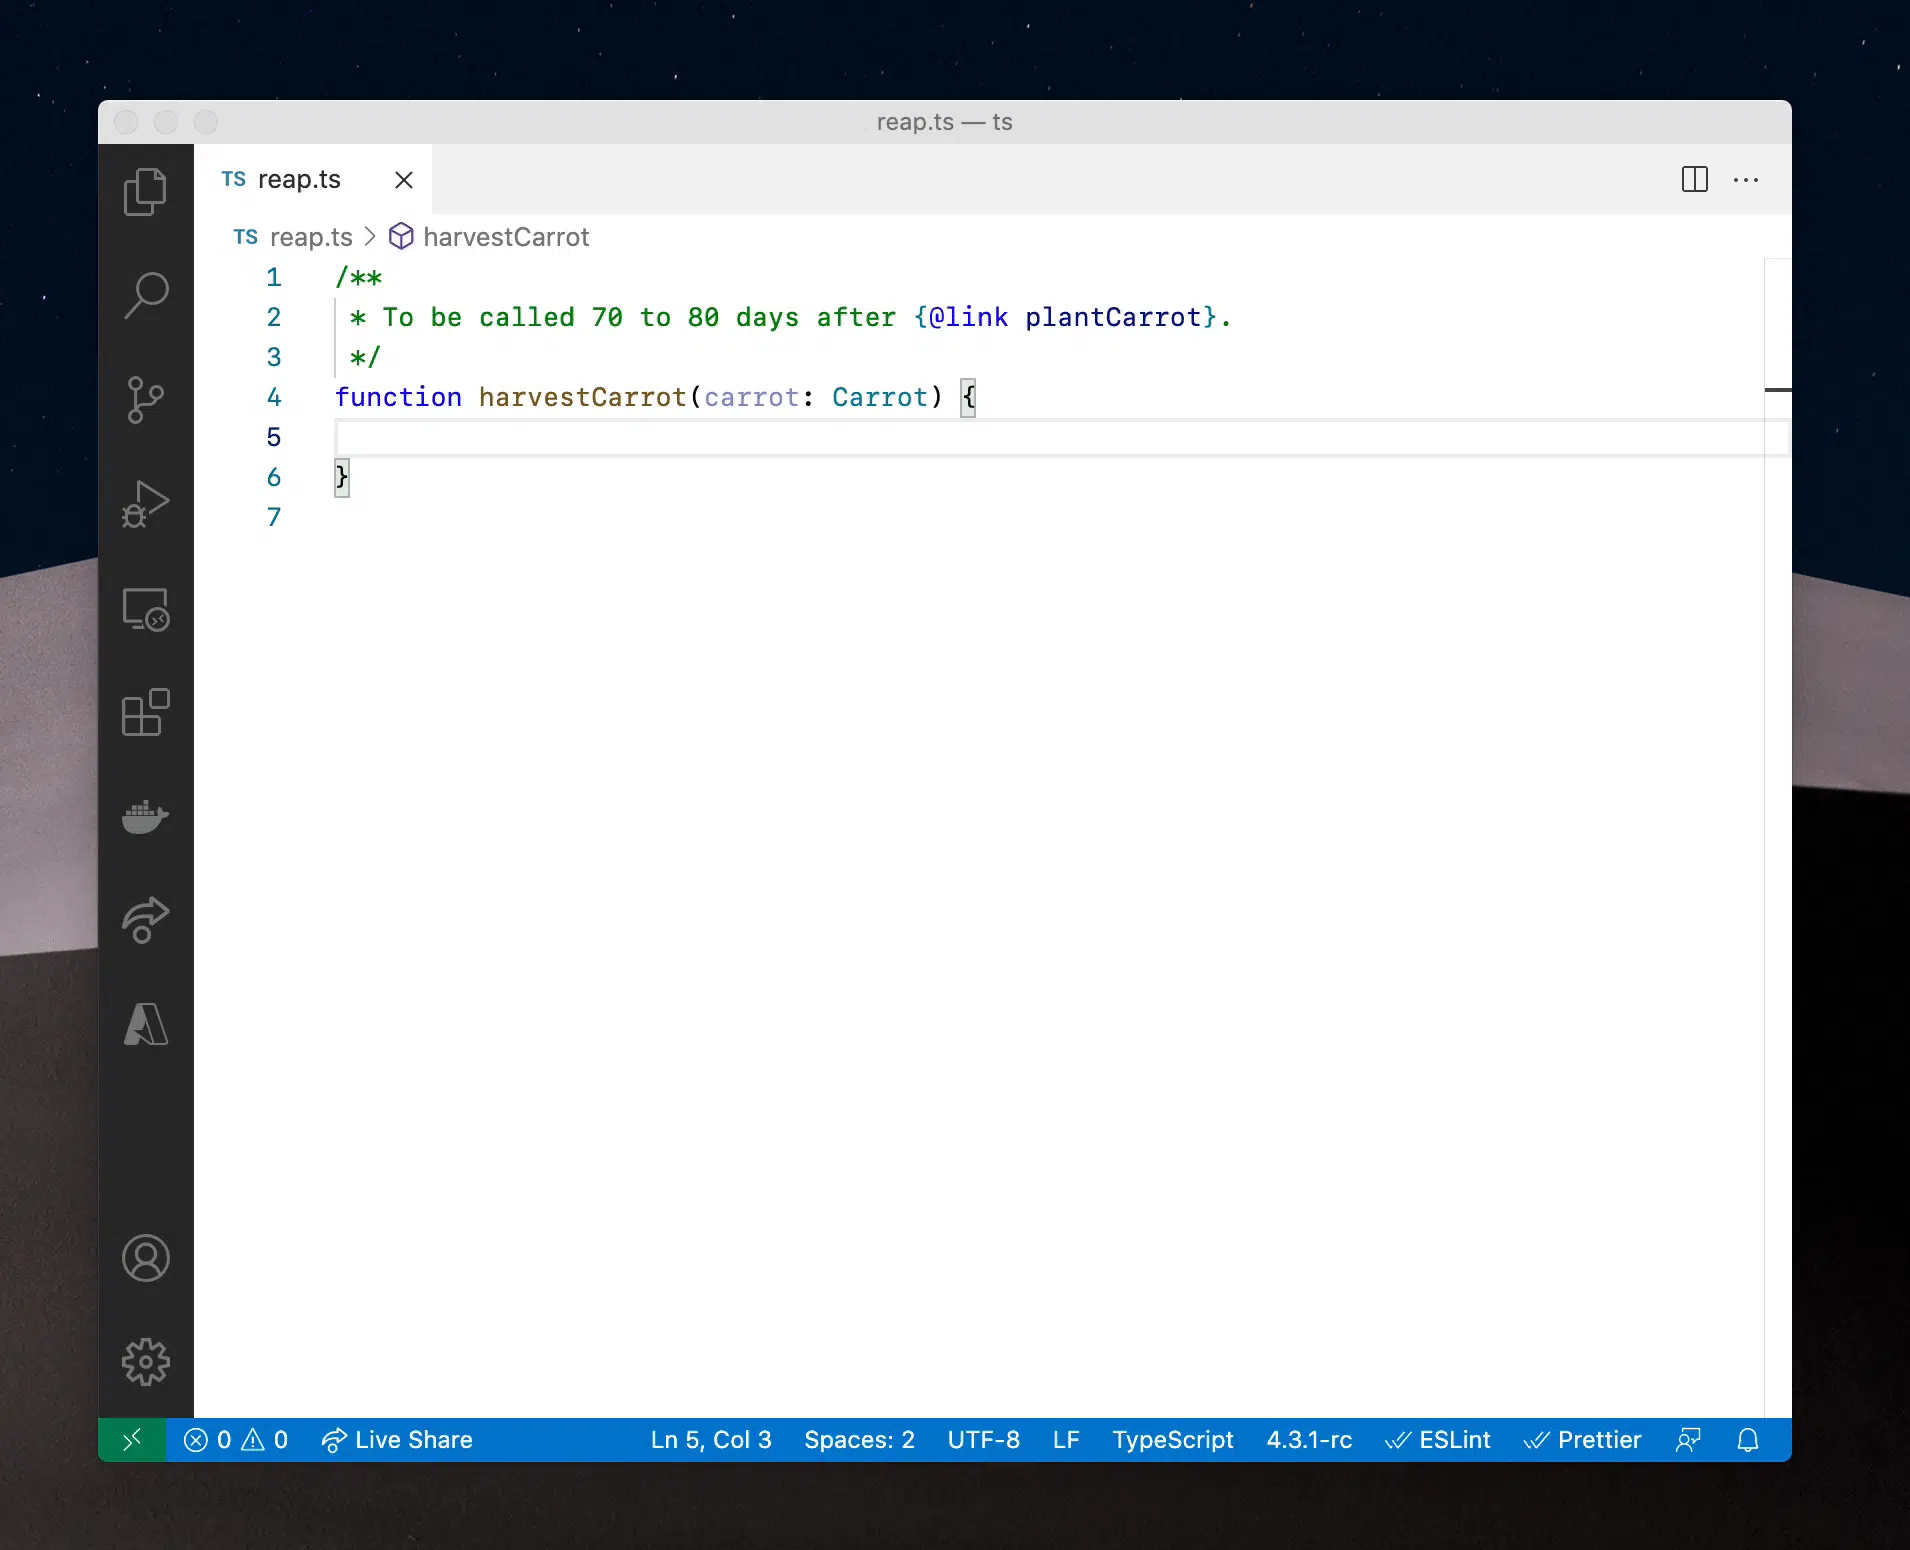 reap.ts — ts
TS reap.ts
TS reap.ts > harvestCarrot
1 /**
2 * To be called 70 to 80 days after {@link plantCarrot}.
3 */
4 function harvestCarrot(carrot: Carrot) {
5
6 }
7
0 0 Live Share Ln 5, Col 3 Spaces: 2 UTF-8 LF TypeScript 4.3.1-rc ESLint Prettier